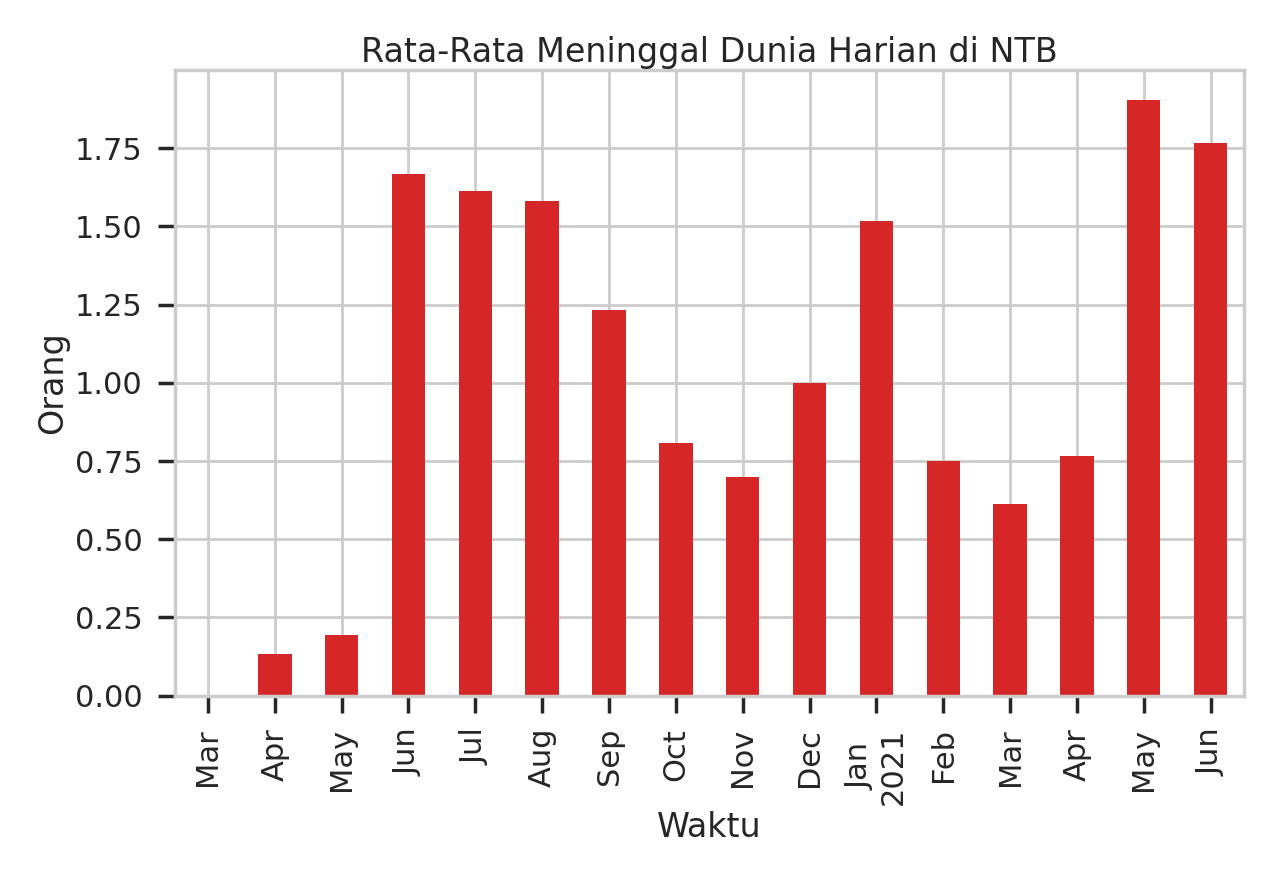 Rata-Rata Meninggal Dunia Harian di NTB
Orang
1.75
1.50
1.25
1.00
0.75
0.50
0.25
0.00
Mar
Apr
May
Jun
Jul
Aug
Sep
Oct
Nov
Dec
Jan
2021
Feb
Mar
Apr
May
Jun
Waktu